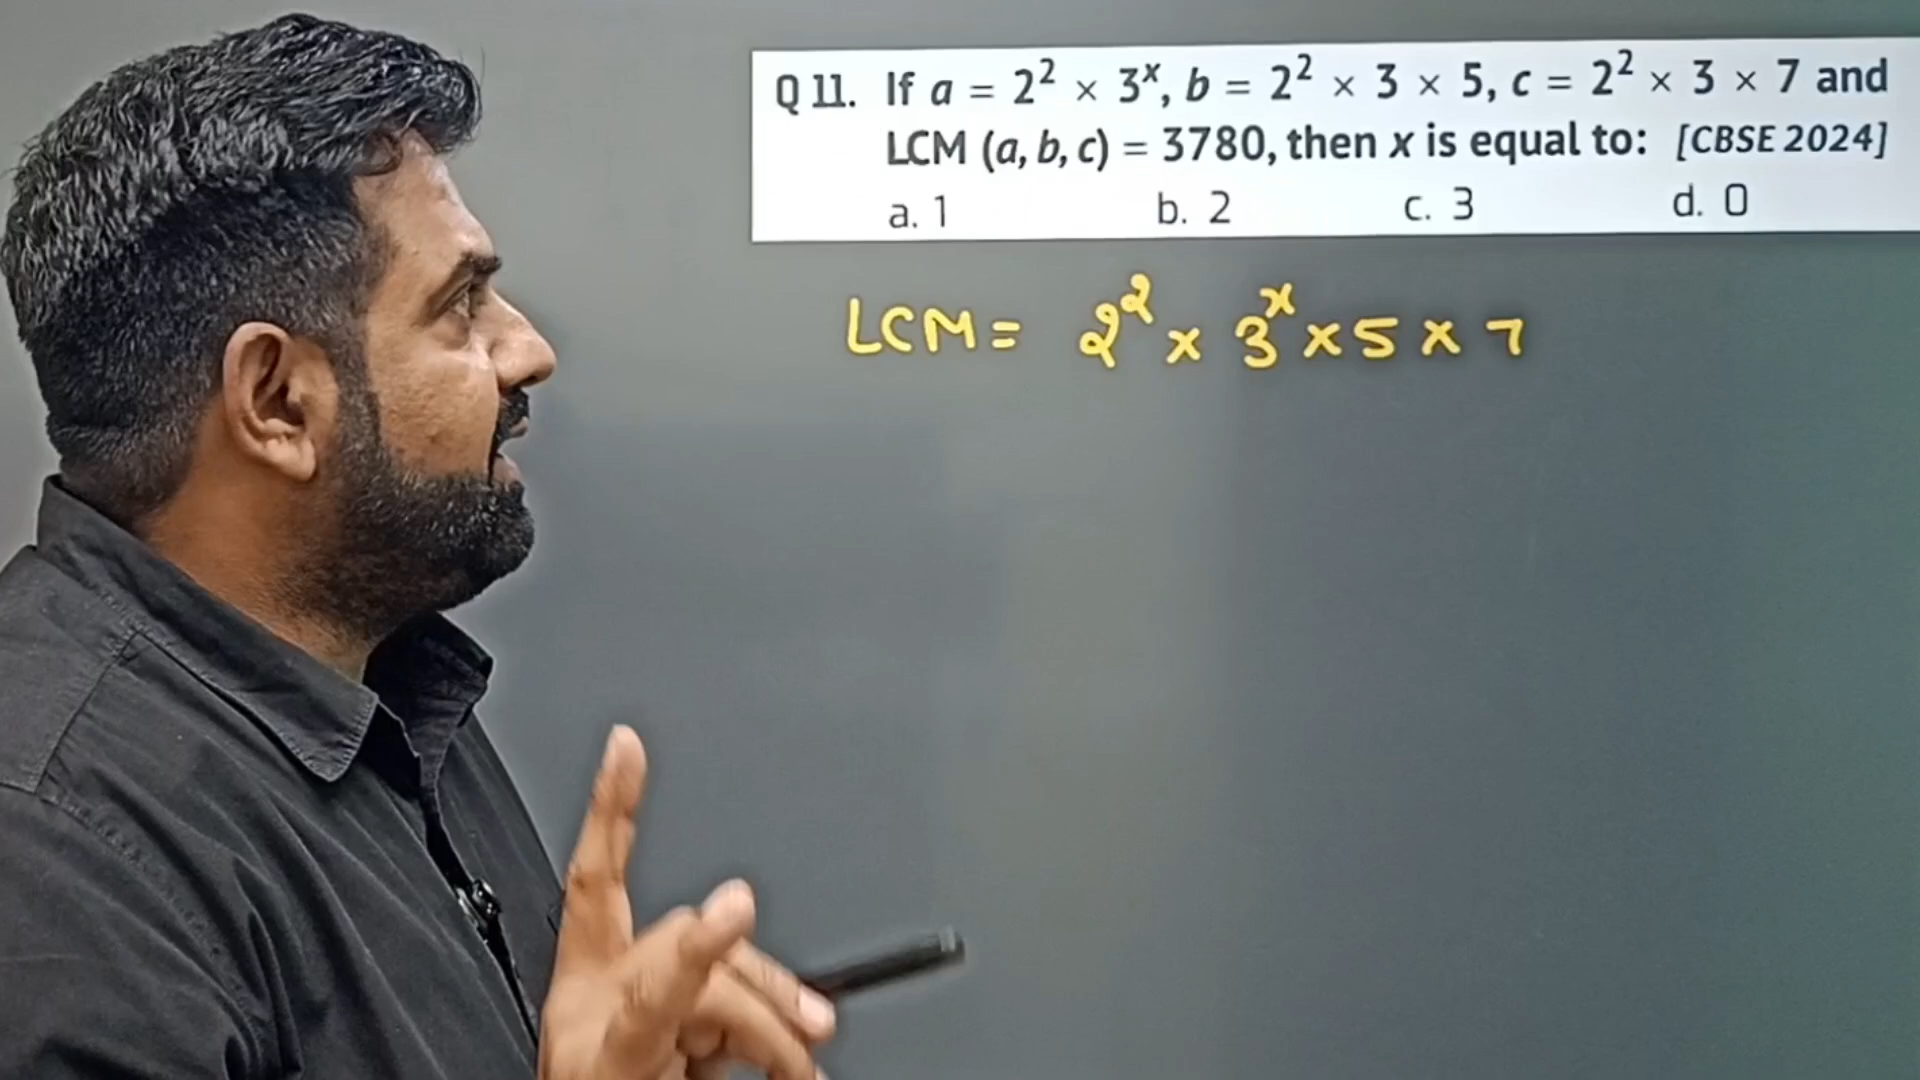 Q 11. If a = 2² × 3ˣ, b = 2² × 3 × 5, c = 2² × 3 × 7 and
LCM (a, b, c) = 3780, then x is equal to: [CBSE 2024]
a. 1 b. 2 c. 3 d. 0
LCM = 2² × 3ˣ × 5 × 7